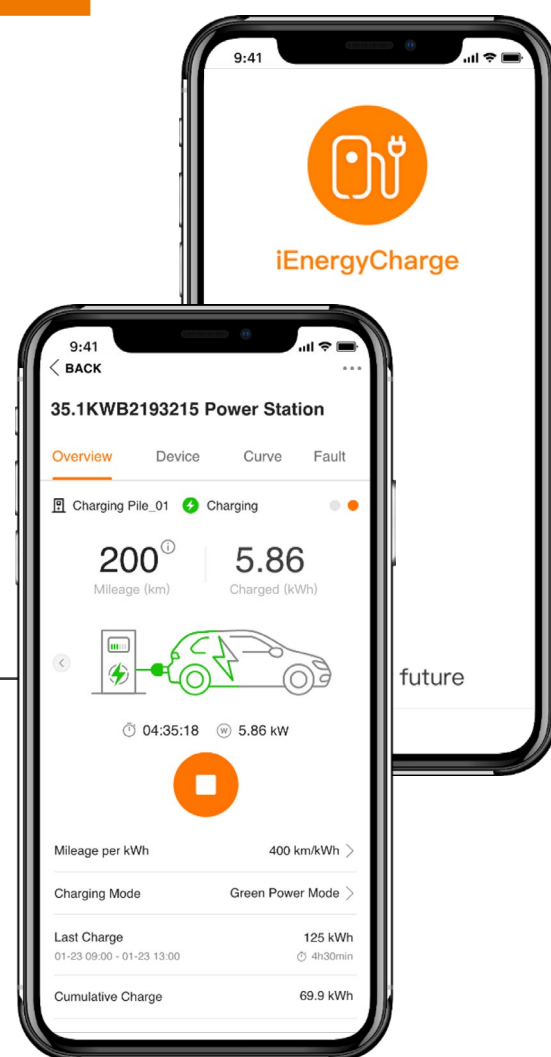 9:41
iEnergyCharge
future
9:41
BACK
35.1KWB2193215 Power Station
Overview Device Curve Fault
Charging Pile_01 Charging
200 5.86
Mileage (km) Charged (kWh)
04:35:18 W 5.86 kW
Mileage per kWh 400 km/kWh
Charging Mode Green Power Mode
Last Charge 125 kWh
01-23 09:00 - 01-23 13:00 4h30min
Cumulative Charge 69.9 kWh